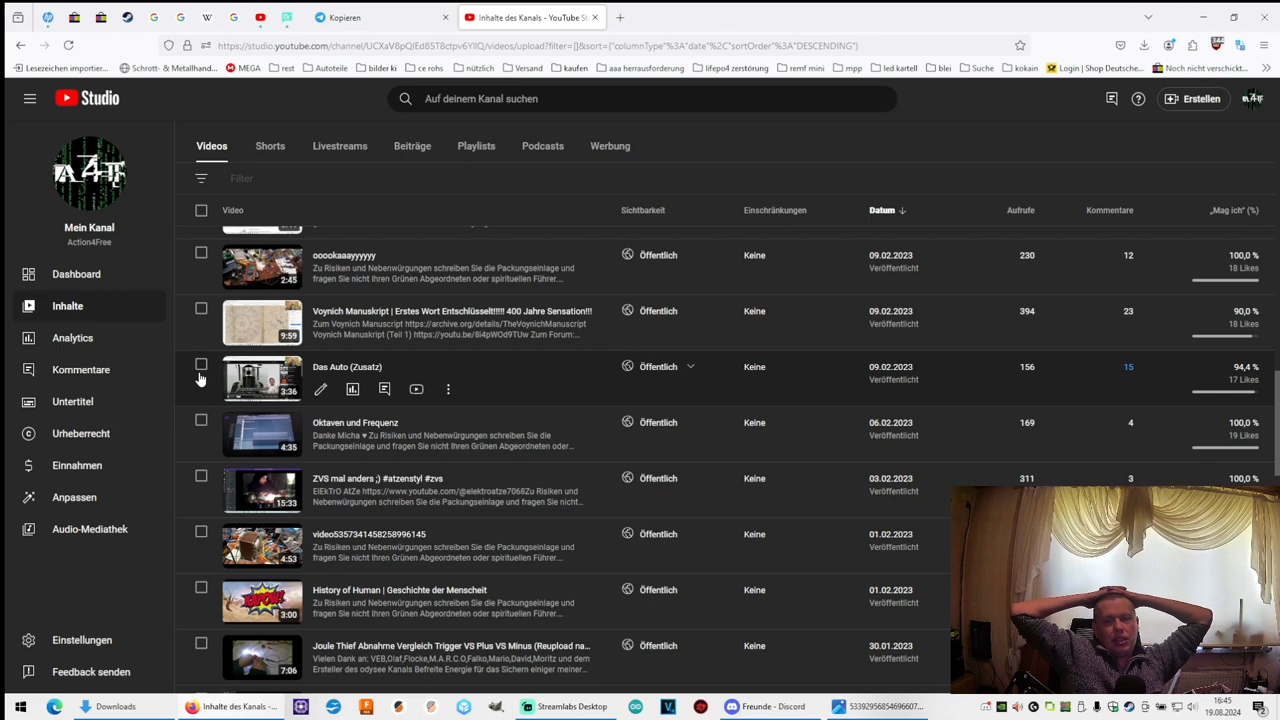 Kopieren
Inhalte des Kanals - YouTube St
https://studio.youtube.com/channel/UCXaV8pQIEd85T8ctpv6YIlQ/videos/upload?filter=[]&sort={"columnType"%3A"date"%2C"sortOrder"%3A"DESCENDING"}
Lesezeichen importier...
Schrott- & Metallhand...
MEGA
rest
Autoteile
bilder ki
ce rohs
nützlich
Versand
kaufen
aaa herrausforderung
lifepo4 zerstörung
remf mini
mpp
led kartell
blei
Suche
kokain
Login | Shop Deutsche...
Noch nicht verschickt...
Studio
Auf deinem Kanal suchen
Erstellen
A4F
Mein Kanal
Action4Free
Dashboard
Inhalte
Analytics
Kommentare
Untertitel
Urheberrecht
Einnahmen
Anpassen
Audio-Mediathek
Einstellungen
Feedback senden
Videos Shorts Livestreams Beiträge Playlists Podcasts Werbung
Filter
Video Sichtbarkeit Einschränkungen Datum Aufrufe Kommentare „Mag ich“ (%)
ooookaaayyyyyy Öffentlich Keine 09.02.2023 230 12 100,0 %
Zu Risiken und Nebenwürgungen schreiben Sie die Packungseinlage und Veröffentlicht 18 Likes
fragen Sie nicht Ihren Grünen Abgeordneten oder spirituellen Führer....
2:45
Voynich Manuskript | Erstes Wort Entschlüsselt!!!!! 400 Jahre Sensation!!! Öffentlich Keine 09.02.2023 394 23 90,0 %
Zum Voynich Manuscript https://archive.org/details/TheVoynichManuscript Veröffentlicht 18 Likes
(Teil 1) https://youtu.be/8i4pWOd9TUw Zum Forum:...
9:59
Das Auto (Zusatz) Öffentlich Keine 09.02.2023 156 15 94,4 %
Veröffentlicht 17 Likes
3:36
Oktaven und Frequenz Öffentlich Keine 06.02.2023 169 4 100,0 %
Danke Micha ♥ Zu Risiken und Nebenwürgungen schreiben Sie die Veröffentlicht 19 Likes
Packungseinlage und fragen Sie nicht Ihren Grünen Abgeordneten oder...
4:35
ZVS mal anders ;) #atzenstyl #zvs Öffentlich Keine 03.02.2023 311 3 100,0 %
ElEkTrO AtZe https://www.youtube.com/@elektroatze7068Zu Risiken und Veröffentlicht
Nebenwürgungen schreiben Sie die Packungseinlage und fragen Sie nicht...
15:33
video5357341458258996145 Öffentlich Keine 01.02.2023
Zu Risiken und Nebenwürgungen schreiben Sie die Packungseinlage und Veröffentlicht
fragen Sie nicht Ihren Grünen Abgeordneten oder spirituellen Führer....
4:53
History of Human | Geschichte der Menscheit Öffentlich Keine 01.02.2023
Zu Risiken und Nebenwürgungen schreiben Sie die Packungseinlage und Veröffentlicht
fragen Sie nicht Ihren Grünen Abgeordneten oder spirituellen Führer....
KAPOW!
3:00
Joule Thief Abnahme Vergleich Trigger VS Plus VS Minus (Reupload na... Öffentlich Keine 30.01.2023
Vielen Dank an: VEB,Olaf,Flocke,M.A.R.C.O,Falko,Mario,David,Moritz und dem Veröffentlicht
Ersteller des odysee Kanals Befreite Energie für das Sichern einiger meiner...
7:06
Downloads
Inhalte des Kanals -...
Streamlabs Desktop
Freunde - Discord
53392956854696607...
16:45
19.08.2024